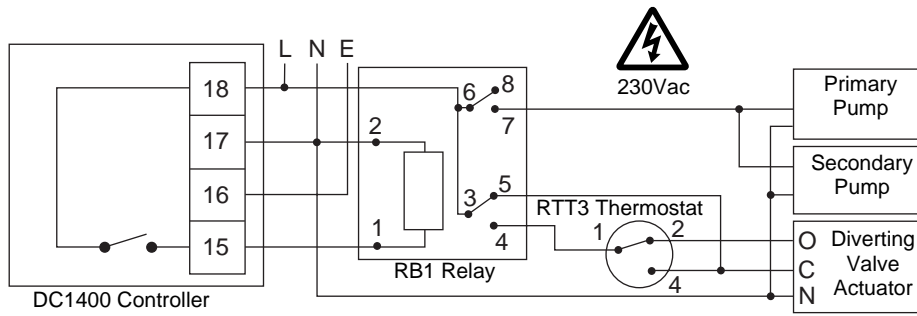 L N E
230Vac
18
17
16
15
DC1400 Controller
2
1
6
8
7
3
5
4
RB1 Relay
RTT3 Thermostat
1
2
4
Primary
Pump
Secondary
Pump
O
C
N
Diverting
Valve
Actuator